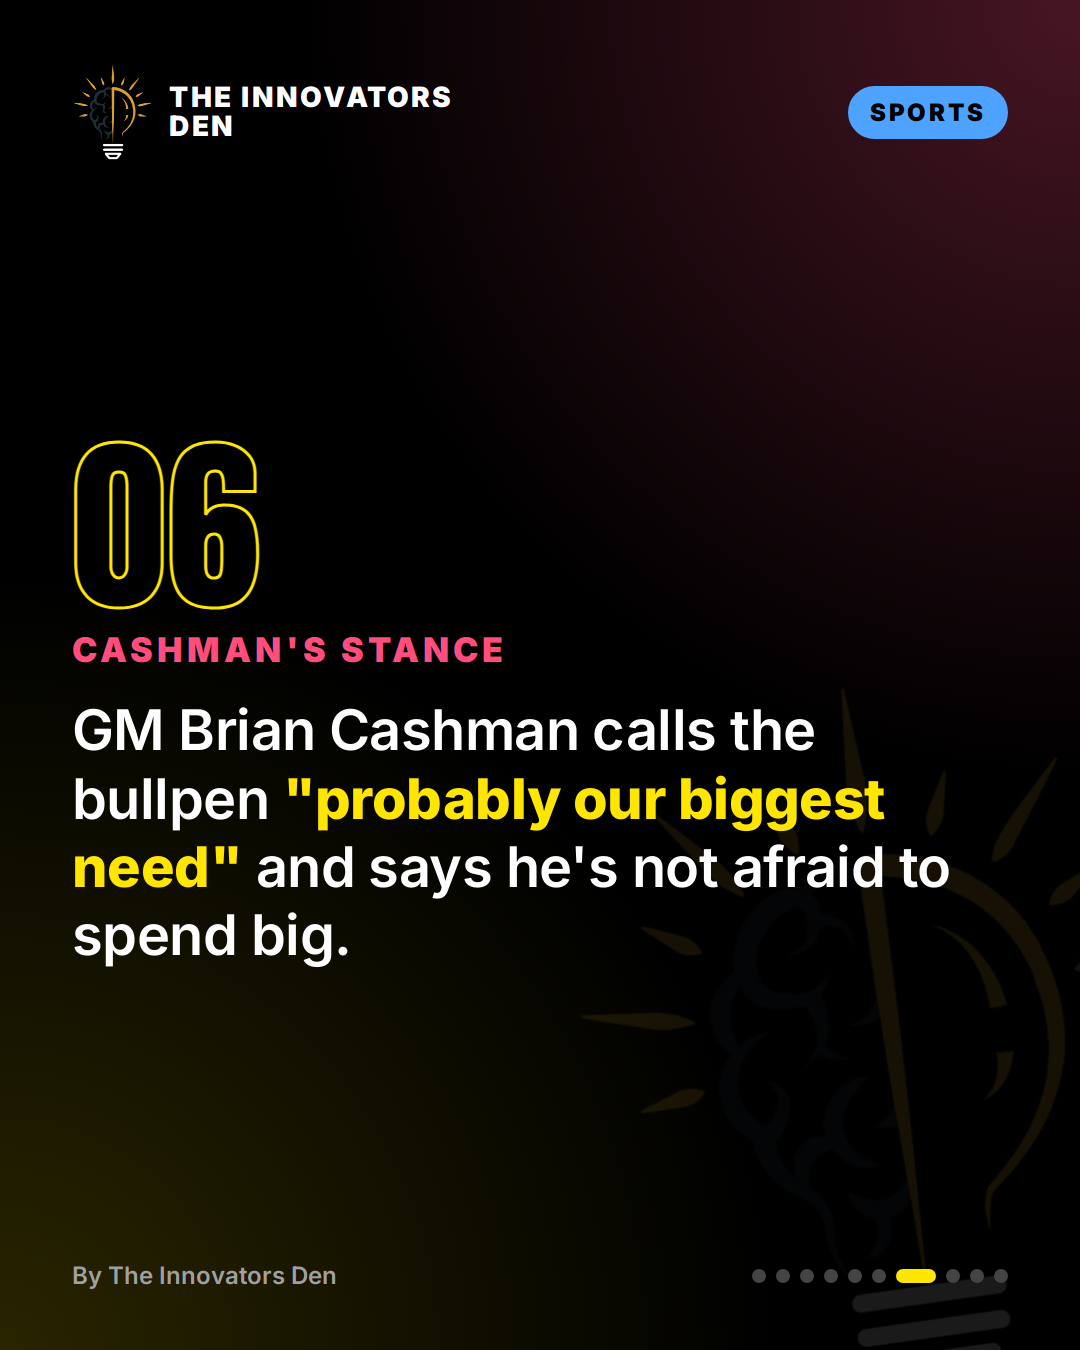 THE INNOVATORS
DEN
SPORTS
06
CASHMAN'S STANCE
GM Brian Cashman calls the
bullpen "probably our biggest
need" and says he's not afraid to
spend big.
By The Innovators Den